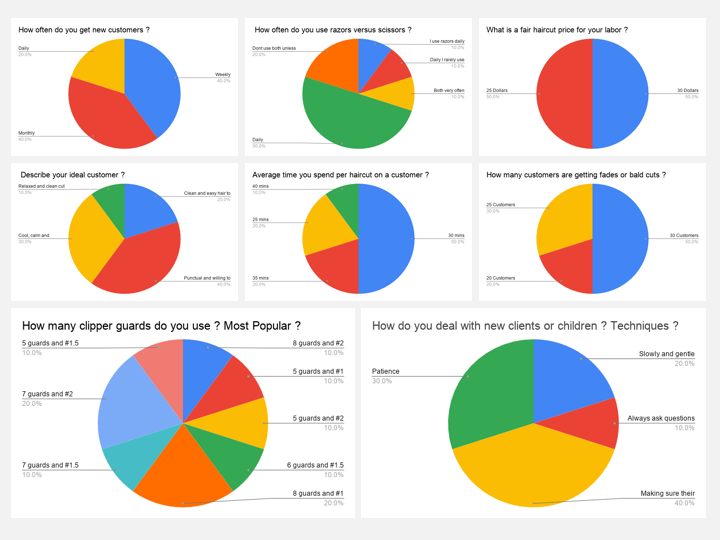 How often do you get new customers ?
Daily
20.0%
Weekly
40.0%
Monthly
40.0%
How often do you use razors versus scissors ?
Dont use both unless
20.0%
I use razors daily
10.0%
Daily I rarely use
10.0%
Both very often
10.0%
Daily
50.0%
What is a fair haircut price for your labor ?
25 Dollars
50.0%
30 Dollars
50.0%
Describe your ideal customer ?
Relaxed and clean cut
10.0%
Clean and easy hair to
20.0%
Cool, calm and
30.0%
Punctual and willing to
40.0%
Average time you spend per haircut on a customer ?
40 mins
10.0%
25 mins
20.0%
30 mins
50.0%
35 mins
20.0%
How many customers are getting fades or bald cuts ?
25 Customers
30.0%
30 Customers
50.0%
20 Customers
20.0%
How many clipper guards do you use ? Most Popular ?
5 guards and #1.5
10.0%
8 guards and #2
10.0%
5 guards and #1
10.0%
7 guards and #2
20.0%
5 guards and #2
10.0%
7 guards and #1.5
10.0%
6 guards and #1.5
10.0%
8 guards and #1
20.0%
How do you deal with new clients or children ? Techniques ?
Slowly and gentle
20.0%
Patience
30.0%
Always ask questions
10.0%
Making sure their
40.0%